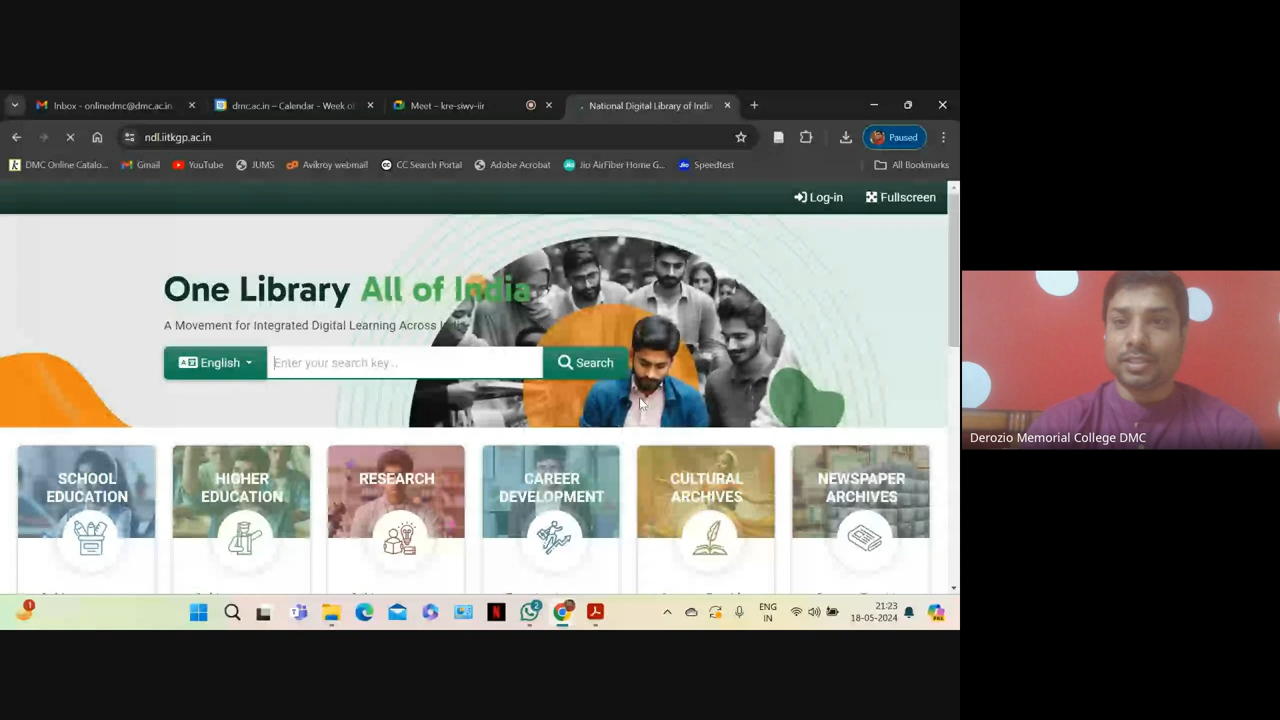 Inbox - onlinedmc@dmc.ac.in
dmc.ac.in – Calendar - Week of
Meet – kre-siwv-iir
National Digital Library of India
ndl.iitkgp.ac.in
Paused
DMC Online Catalo...
Gmail
YouTube
JUMS
Avikroy webmail
CC Search Portal
Adobe Acrobat
Jio AirFiber Home G...
Speedtest
All Bookmarks
Log-in
Fullscreen
One Library All of India
A Movement for Integrated Digital Learning Across
English
Enter your search key...
Search
SCHOOL
EDUCATION
HIGHER
EDUCATION
RESEARCH
CAREER
DEVELOPMENT
CULTURAL
ARCHIVES
NEWSPAPER
ARCHIVES
Derozio Memorial College DMC
1
2
ENG
IN
21:23
18-05-2024